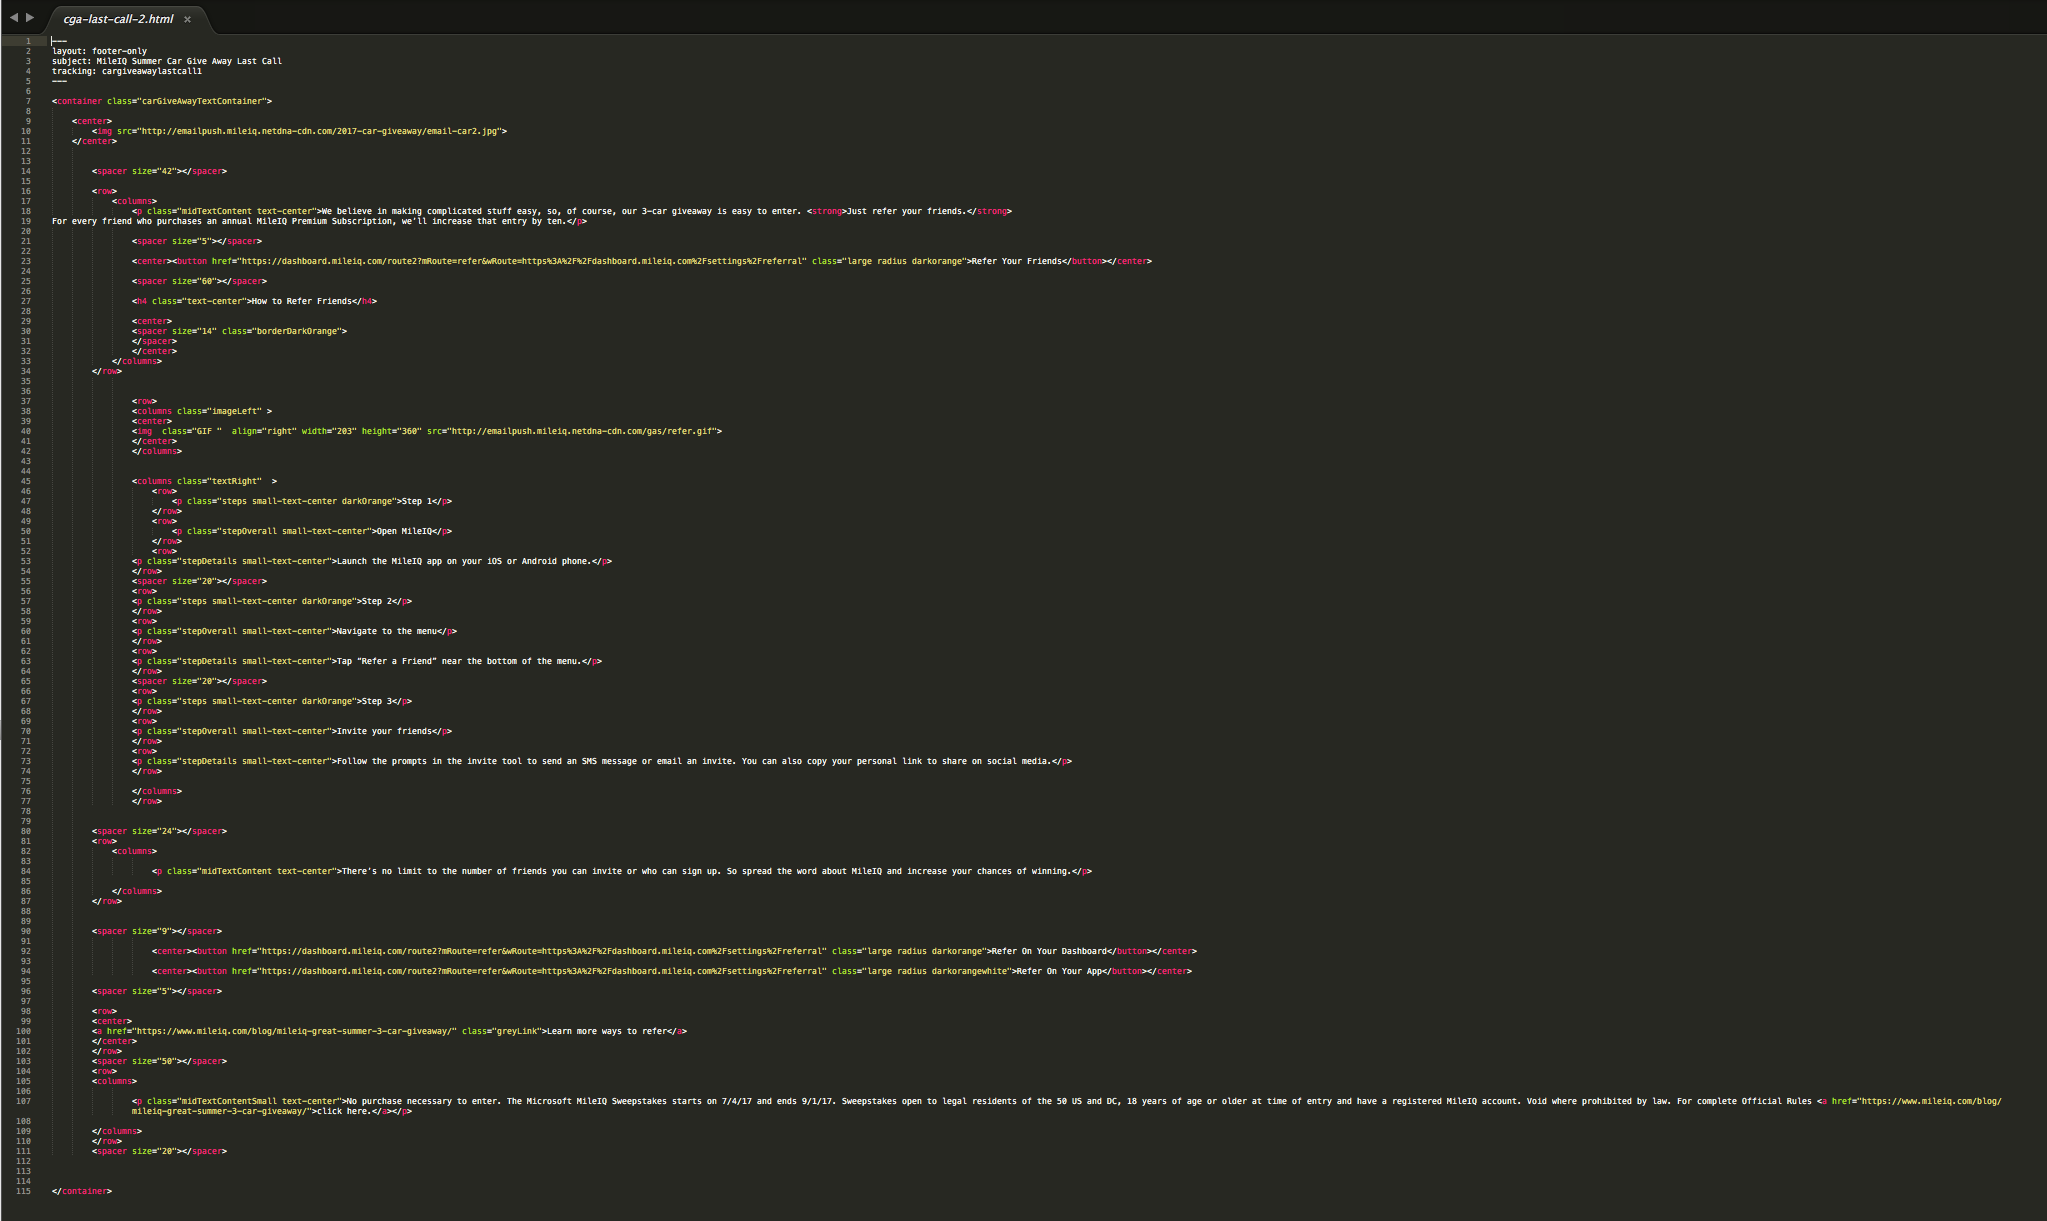 cga-last-call-2.html ×
1 ---
2 layout: footer-only
3 subject: MileIQ Summer Car Give Away Last Call
4 tracking: cargiveawaylastcall1
5 ---
6
7 <container class="carGiveAwayTextContainer">
8
9 <center>
10 <img src="http://emailpush.mileiq.netdna-cdn.com/2017-car-giveaway/email-car2.jpg">
11 </center>
12
13
14 <spacer size="42"></spacer>
15
16 <row>
17 <columns>
18 <p class="midTextContent text-center">We believe in making complicated stuff easy, so, of course, our 3-car giveaway is easy to enter. <strong>Just refer your friends.</strong>
19 For every friend who purchases an annual MileIQ Premium Subscription, we'll increase that entry by ten.</p>
20
21 <spacer size="5"></spacer>
22
23 <center><button href="https://dashboard.mileiq.com/route2?mRoute=refer&wRoute=https%3A%2F%2Fdashboard.mileiq.com%2Fsettings%2Freferral" class="large radius darkorange">Refer Your Friends</button></center>
24
25 <spacer size="60"></spacer>
26
27 <h4 class="text-center">How to Refer Friends</h4>
28
29 <center>
30 <spacer size="14" class="borderDarkOrange">
31 </spacer>
32 </center>
33 </columns>
34 </row>
35
36
37 <row>
38 <columns class="imageLeft" >
39 <center>
40 <img  class="GIF "  align="right" width="203" height="360" src="http://emailpush.mileiq.netdna-cdn.com/gas/refer.gif">
41 </center>
42 </columns>
43
44
45 <columns class="textRight"  >
46 <row>
47 <p class="steps small-text-center darkOrange">Step 1</p>
48 </row>
49 <row>
50 <p class="stepOverall small-text-center">Open MileIQ</p>
51 </row>
52 <row>
53 <p class="stepDetails small-text-center">Launch the MileIQ app on your iOS or Android phone.</p>
54 </row>
55 <spacer size="20"></spacer>
56 <row>
57 <p class="steps small-text-center darkOrange">Step 2</p>
58 </row>
59 <row>
60 <p class="stepOverall small-text-center">Navigate to the menu</p>
61 </row>
62 <row>
63 <p class="stepDetails small-text-center">Tap “Refer a Friend” near the bottom of the menu.</p>
64 </row>
65 <spacer size="20"></spacer>
66 <row>
67 <p class="steps small-text-center darkOrange">Step 3</p>
68 </row>
69 <row>
70 <p class="stepOverall small-text-center">Invite your friends</p>
71 </row>
72 <row>
73 <p class="stepDetails small-text-center">Follow the prompts in the invite tool to send an SMS message or email an invite. You can also copy your personal link to share on social media.</p>
74 </row>
75
76 </columns>
77 </row>
78
79
80 <spacer size="24"></spacer>
81 <row>
82 <columns>
83
84 <p class="midTextContent text-center">There's no limit to the number of friends you can invite or who can sign up. So spread the word about MileIQ and increase your chances of winning.</p>
85
86 </columns>
87 </row>
88
89
90 <spacer size="9"></spacer>
91
92 <center><button href="https://dashboard.mileiq.com/route2?mRoute=refer&wRoute=https%3A%2F%2Fdashboard.mileiq.com%2Fsettings%2Freferral" class="large radius darkorange">Refer On Your Dashboard</button></center>
93
94 <center><button href="https://dashboard.mileiq.com/route2?mRoute=refer&wRoute=https%3A%2F%2Fdashboard.mileiq.com%2Fsettings%2Freferral" class="large radius darkorangewhite">Refer On Your App</button></center>
95
96 <spacer size="5"></spacer>
97
98 <row>
99 <center>
100 <a href="https://www.mileiq.com/blog/mileiq-great-summer-3-car-giveaway/" class="greyLink">Learn more ways to refer</a>
101 </center>
102 </row>
103 <spacer size="50"></spacer>
104 <row>
105 <columns>
106
107 <p class="midTextContentSmall text-center">No purchase necessary to enter. The Microsoft MileIQ Sweepstakes starts on 7/4/17 and ends 9/1/17. Sweepstakes open to legal residents of the 50 US and DC, 18 years of age or older at time of entry and have a registered MileIQ account. Void where prohibited by law. For complete Official Rules <a href="https://www.mileiq.com/blog/
mileiq-great-summer-3-car-giveaway/">click here.</a></p>
108
109 </columns>
110 </row>
111 <spacer size="20"></spacer>
112
113
114
115 </container>